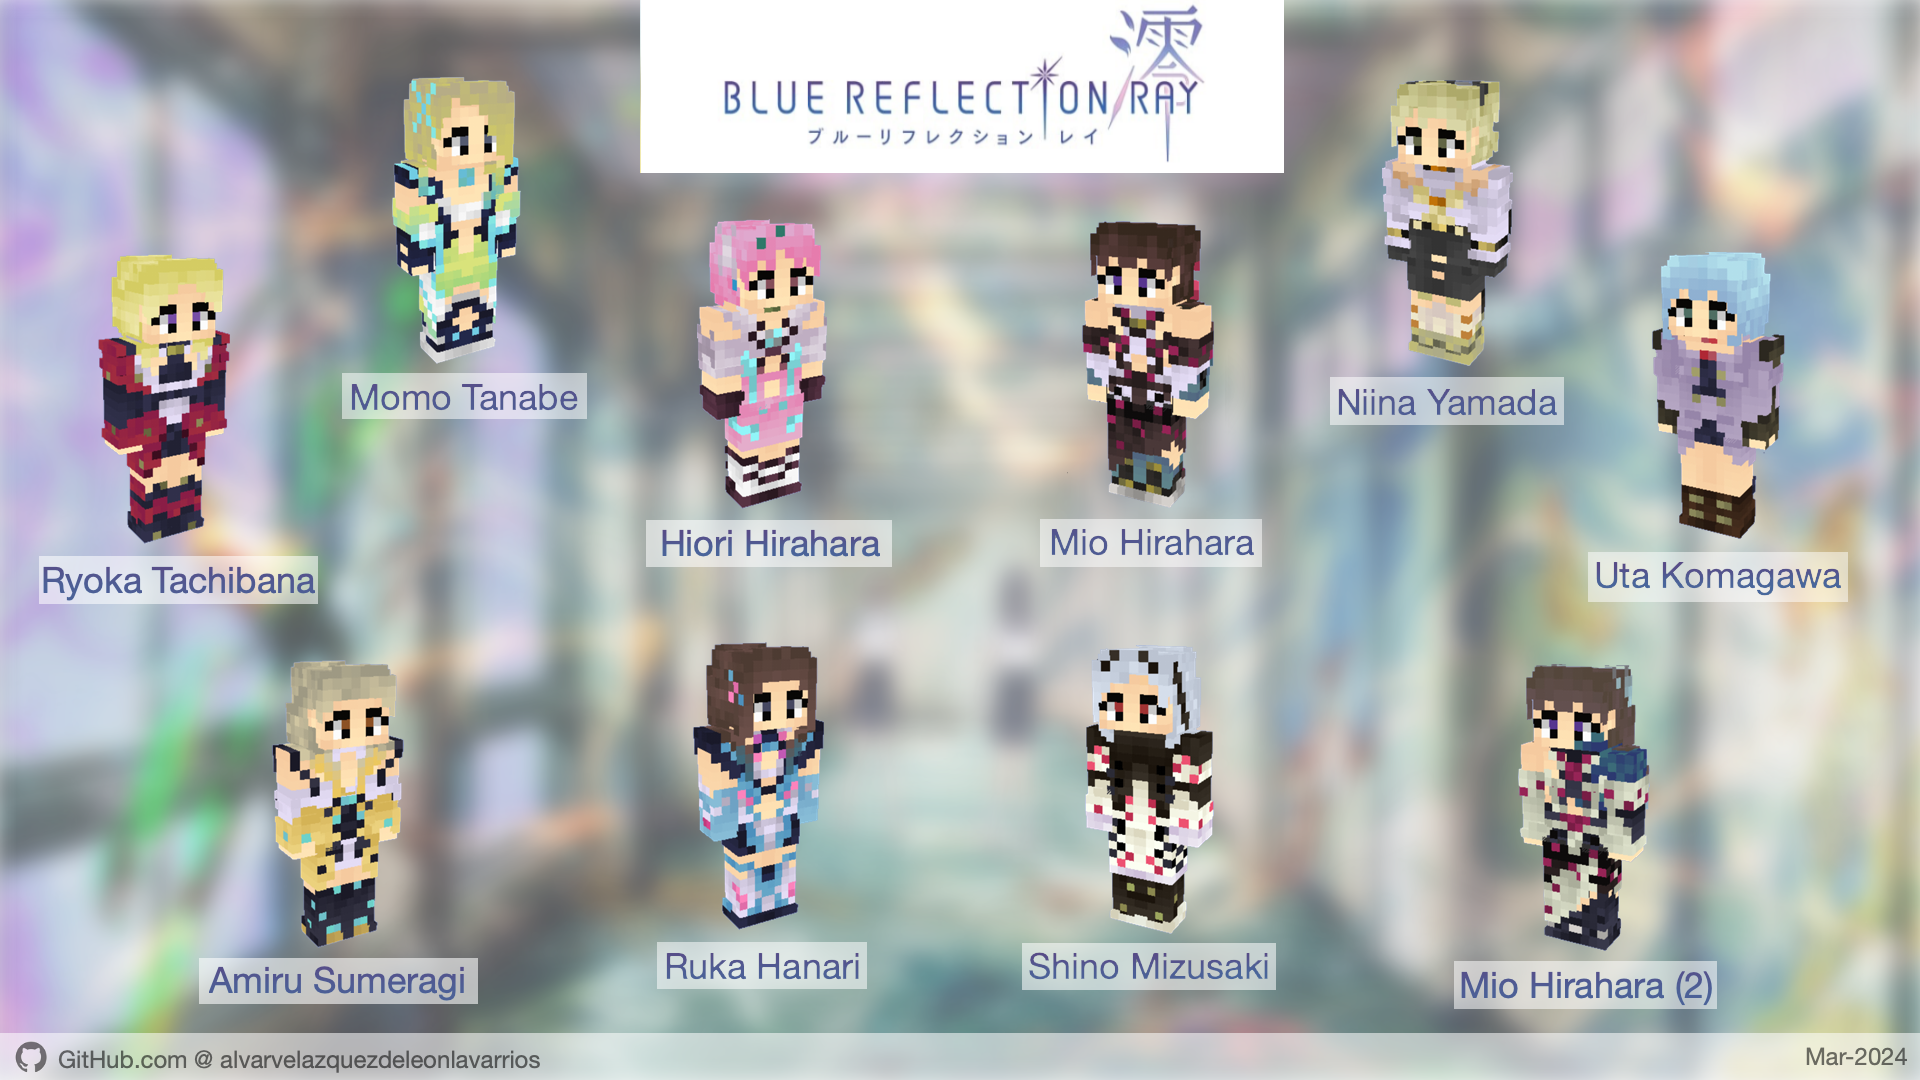 澪
BLUE REFLECTION RAY
ブルーリフレクション レイ
Momo Tanabe
Niina Yamada
Hiori Hirahara
Mio Hirahara
Ryoka Tachibana
Uta Komagawa
Amiru Sumeragi
Ruka Hanari
Shino Mizusaki
Mio Hirahara (2)
GitHub.com @ alvarvelazquezdeleonlavarrios
Mar-2024